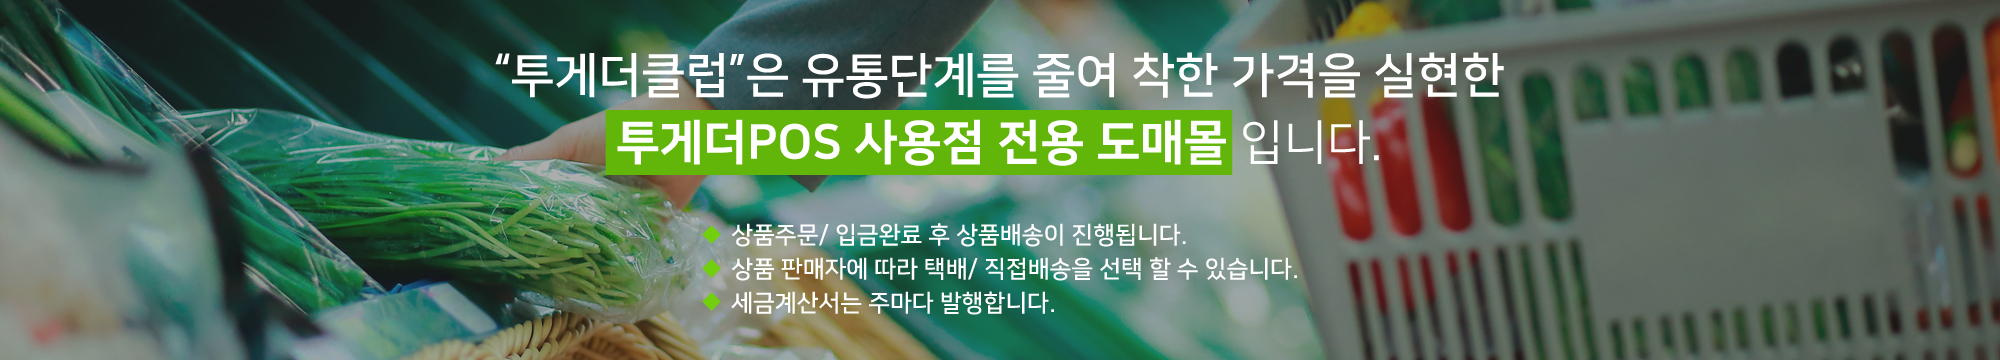 “투게더클럽”은 유통단계를 줄여 착한 가격을 실현한
투게더POS 사용점 전용 도매몰 입니다.
상품주문/ 입금완료 후 상품배송이 진행됩니다.
상품 판매자에 따라 택배/ 직접배송을 선택 할 수 있습니다.
세금계산서는 주마다 발행합니다.